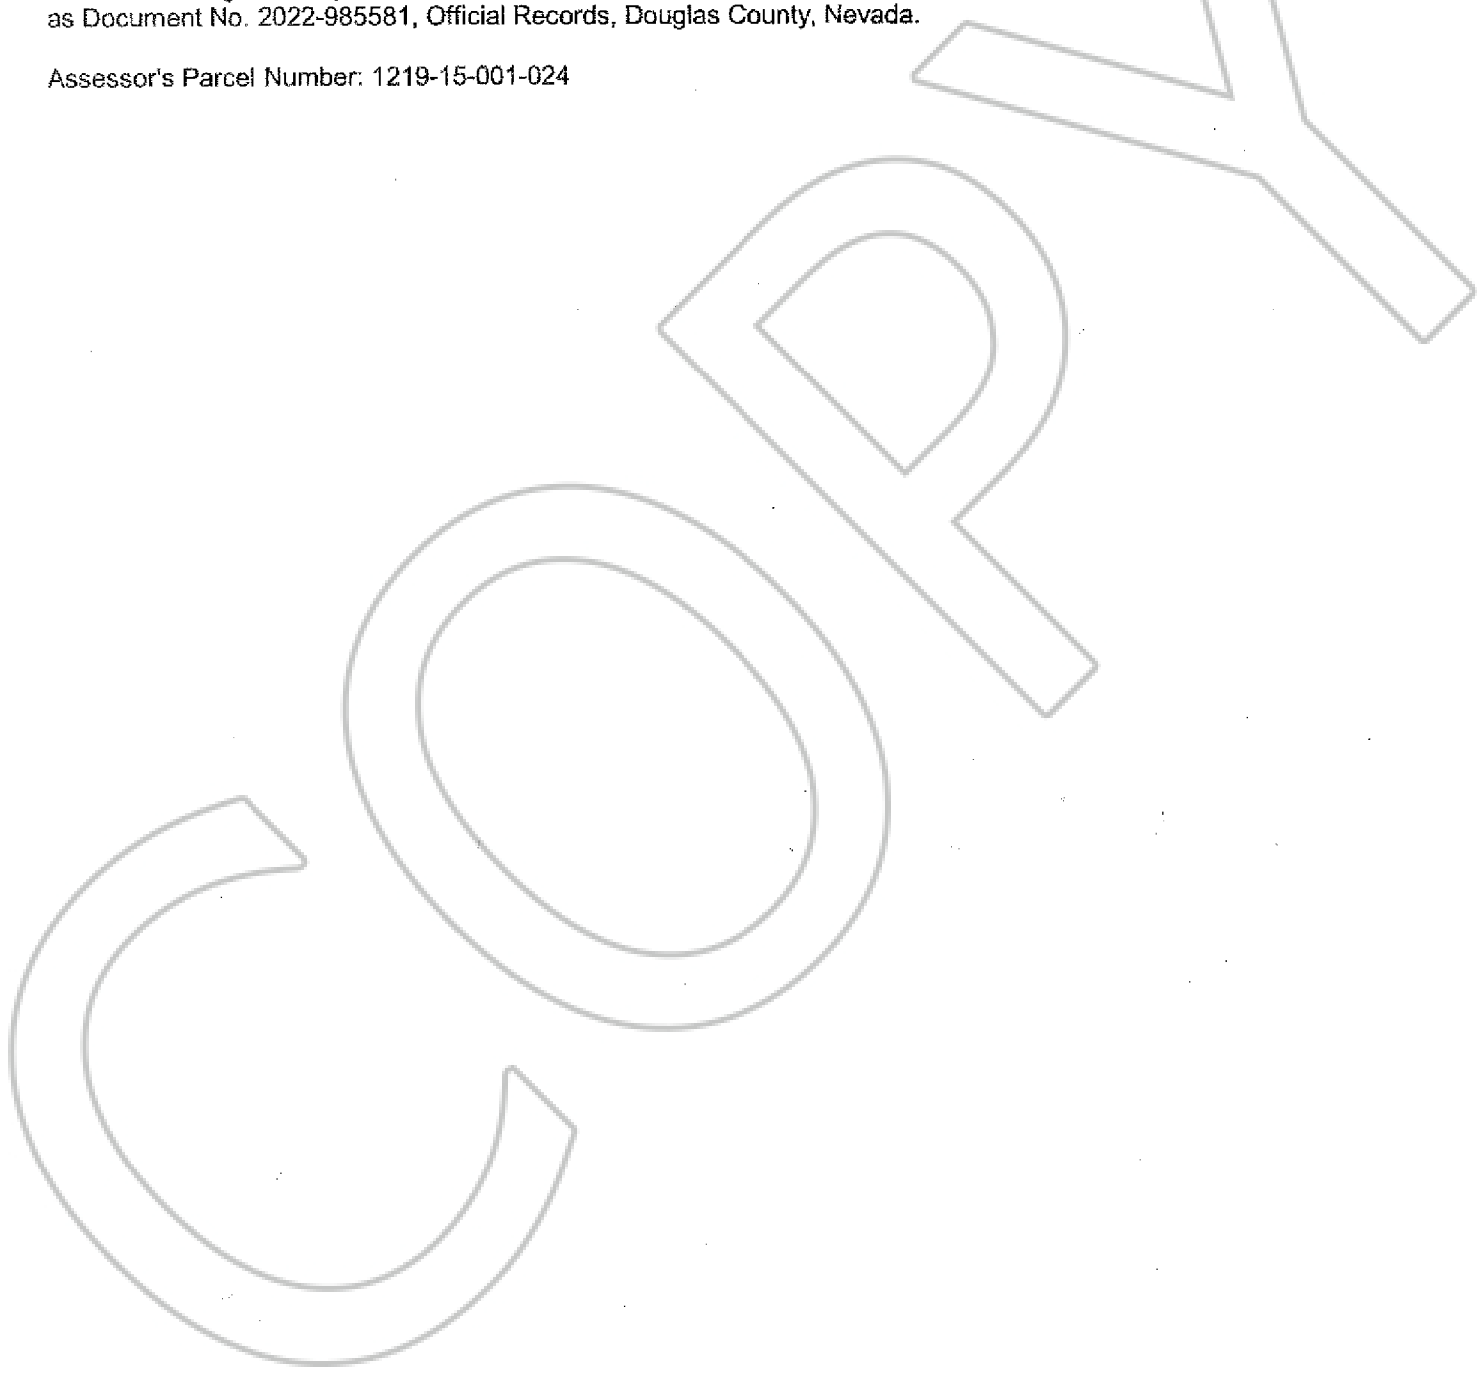 as Document No. 2022-985581, Official Records, Douglas County, Nevada.
Assessor's Parcel Number: 1219-15-001-024
COPY